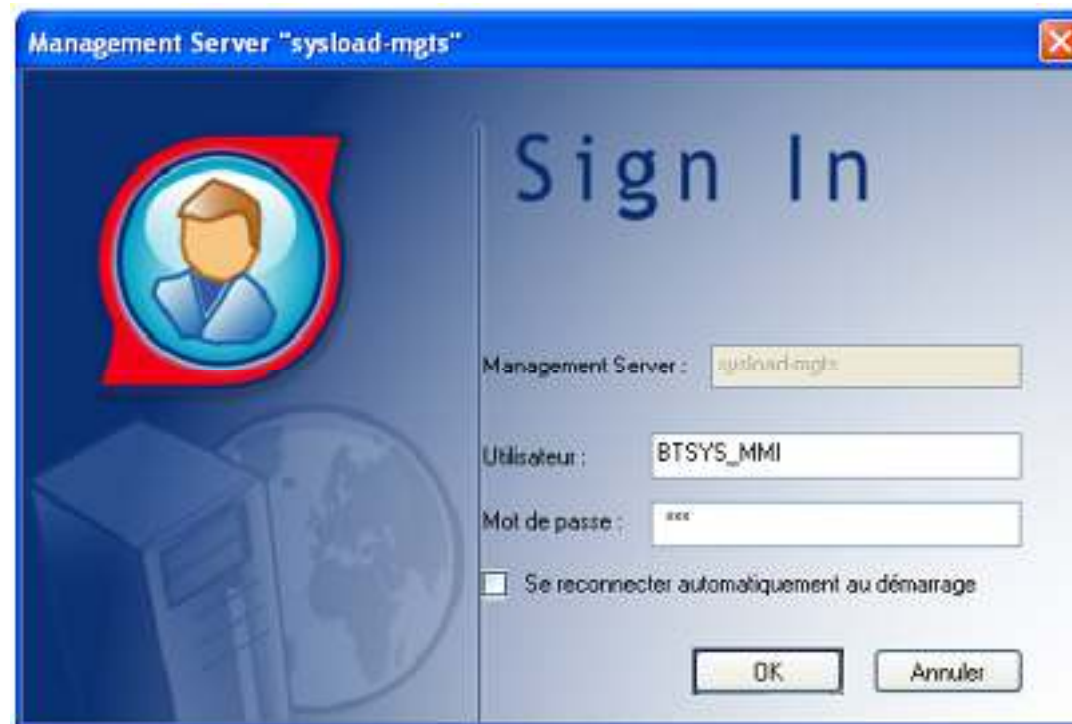 Management Server "sysload-mgts"
Sign In
Management Server : sysload-mgts
Utilisateur : BTSYS_MMI
Mot de passe : ***
Se reconnecter automatiquement au démarrage
OK Annuler